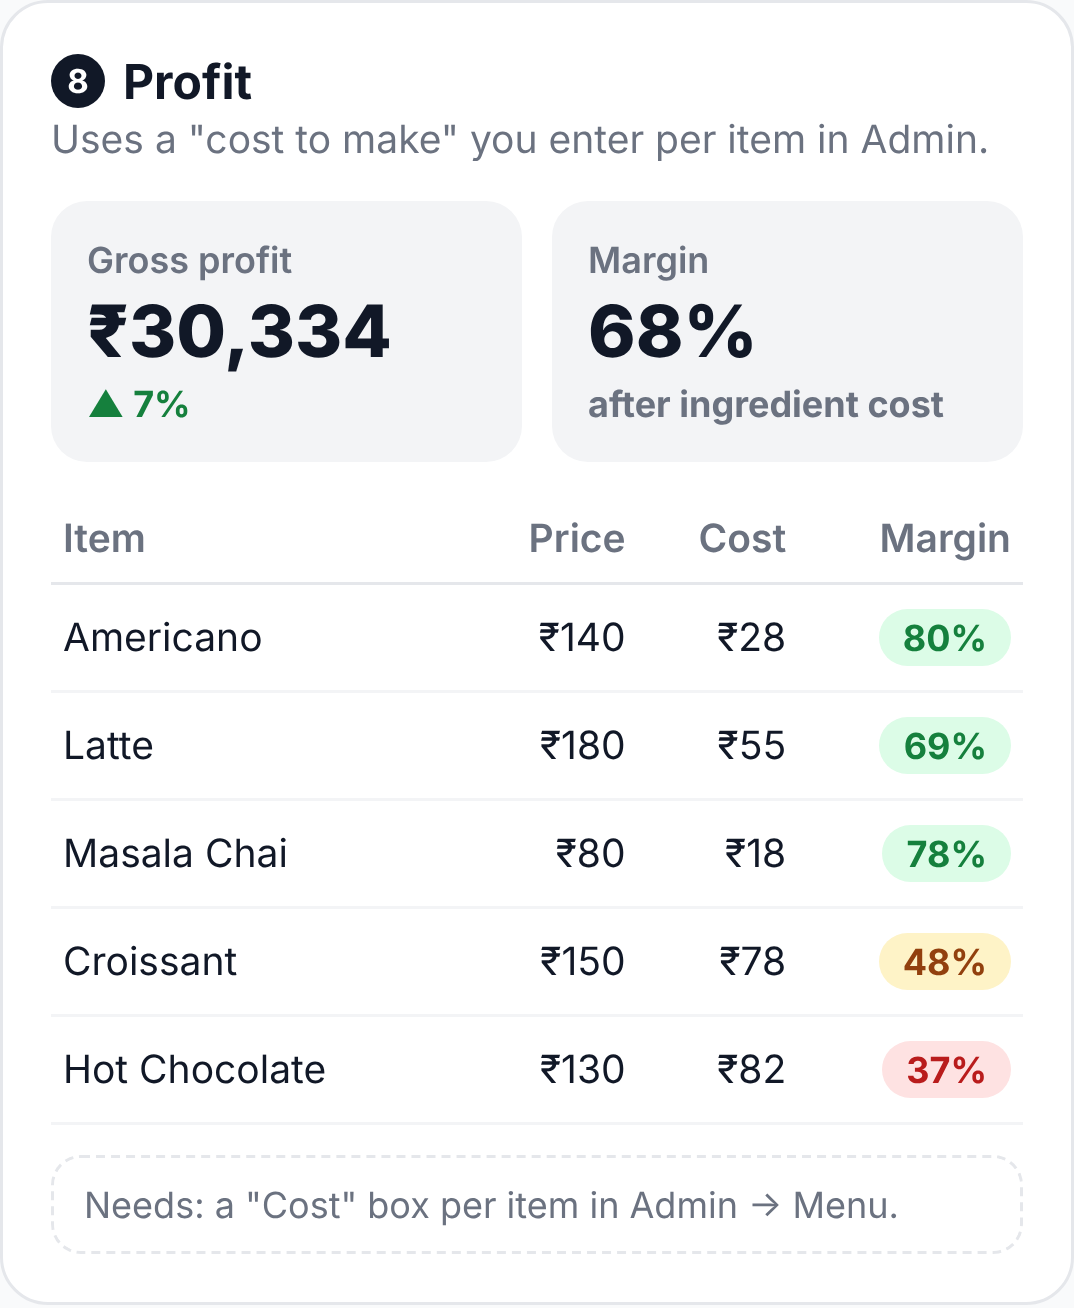 8 Profit
Uses a "cost to make" you enter per item in Admin.
Gross profit
₹30,334
▲ 7%
Margin
68%
after ingredient cost
Item Price Cost Margin
Americano ₹140 ₹28 80%
Latte ₹180 ₹55 69%
Masala Chai ₹80 ₹18 78%
Croissant ₹150 ₹78 48%
Hot Chocolate ₹130 ₹82 37%
Needs: a "Cost" box per item in Admin → Menu.